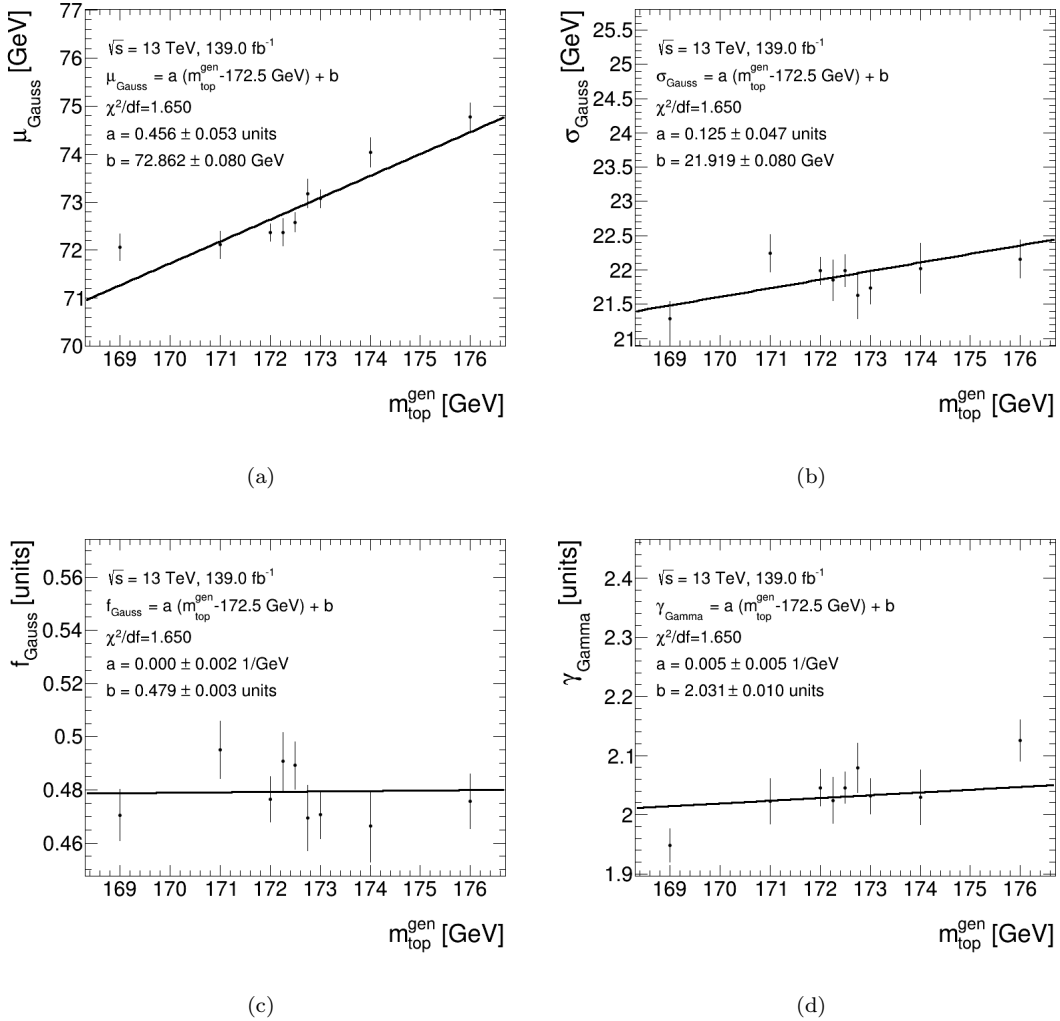 μ_Gauss [GeV]
77
76
75
74
73
72
71
70
√s = 13 TeV, 139.0 fb⁻¹
μ_Gauss = a (m_top^gen-172.5 GeV) + b
χ²/df=1.650
a = 0.456 ± 0.053 units
b = 72.862 ± 0.080 GeV
169 170 171 172 173 174 175 176
m_top^gen [GeV]
(a)
σ_Gauss [GeV]
25.5
25
24.5
24
23.5
23
22.5
22
21.5
21
√s = 13 TeV, 139.0 fb⁻¹
σ_Gauss = a (m_top^gen-172.5 GeV) + b
χ²/df=1.650
a = 0.125 ± 0.047 units
b = 21.919 ± 0.080 GeV
169 170 171 172 173 174 175 176
m_top^gen [GeV]
(b)
f_Gauss [units]
0.56
0.54
0.52
0.5
0.48
0.46
√s = 13 TeV, 139.0 fb⁻¹
f_Gauss = a (m_top^gen-172.5 GeV) + b
χ²/df=1.650
a = 0.000 ± 0.002 1/GeV
b = 0.479 ± 0.003 units
169 170 171 172 173 174 175 176
m_top^gen [GeV]
(c)
γ_Gamma [units]
2.4
2.3
2.2
2.1
2
1.9
√s = 13 TeV, 139.0 fb⁻¹
γ_Gamma = a (m_top^gen-172.5 GeV) + b
χ²/df=1.650
a = 0.005 ± 0.005 1/GeV
b = 2.031 ± 0.010 units
169 170 171 172 173 174 175 176
m_top^gen [GeV]
(d)